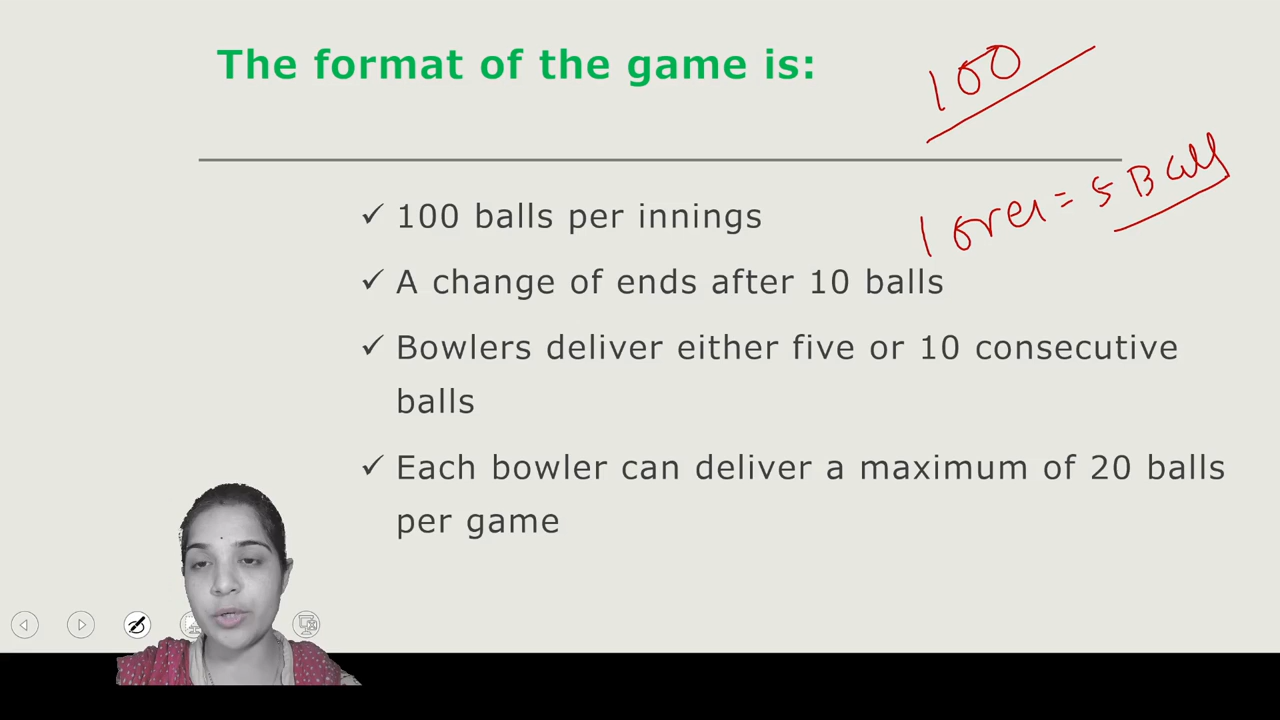 The format of the game is:
100
1 over = 5 Ball
✓ 100 balls per innings
✓ A change of ends after 10 balls
✓ Bowlers deliver either five or 10 consecutive
balls
✓ Each bowler can deliver a maximum of 20 balls
per game